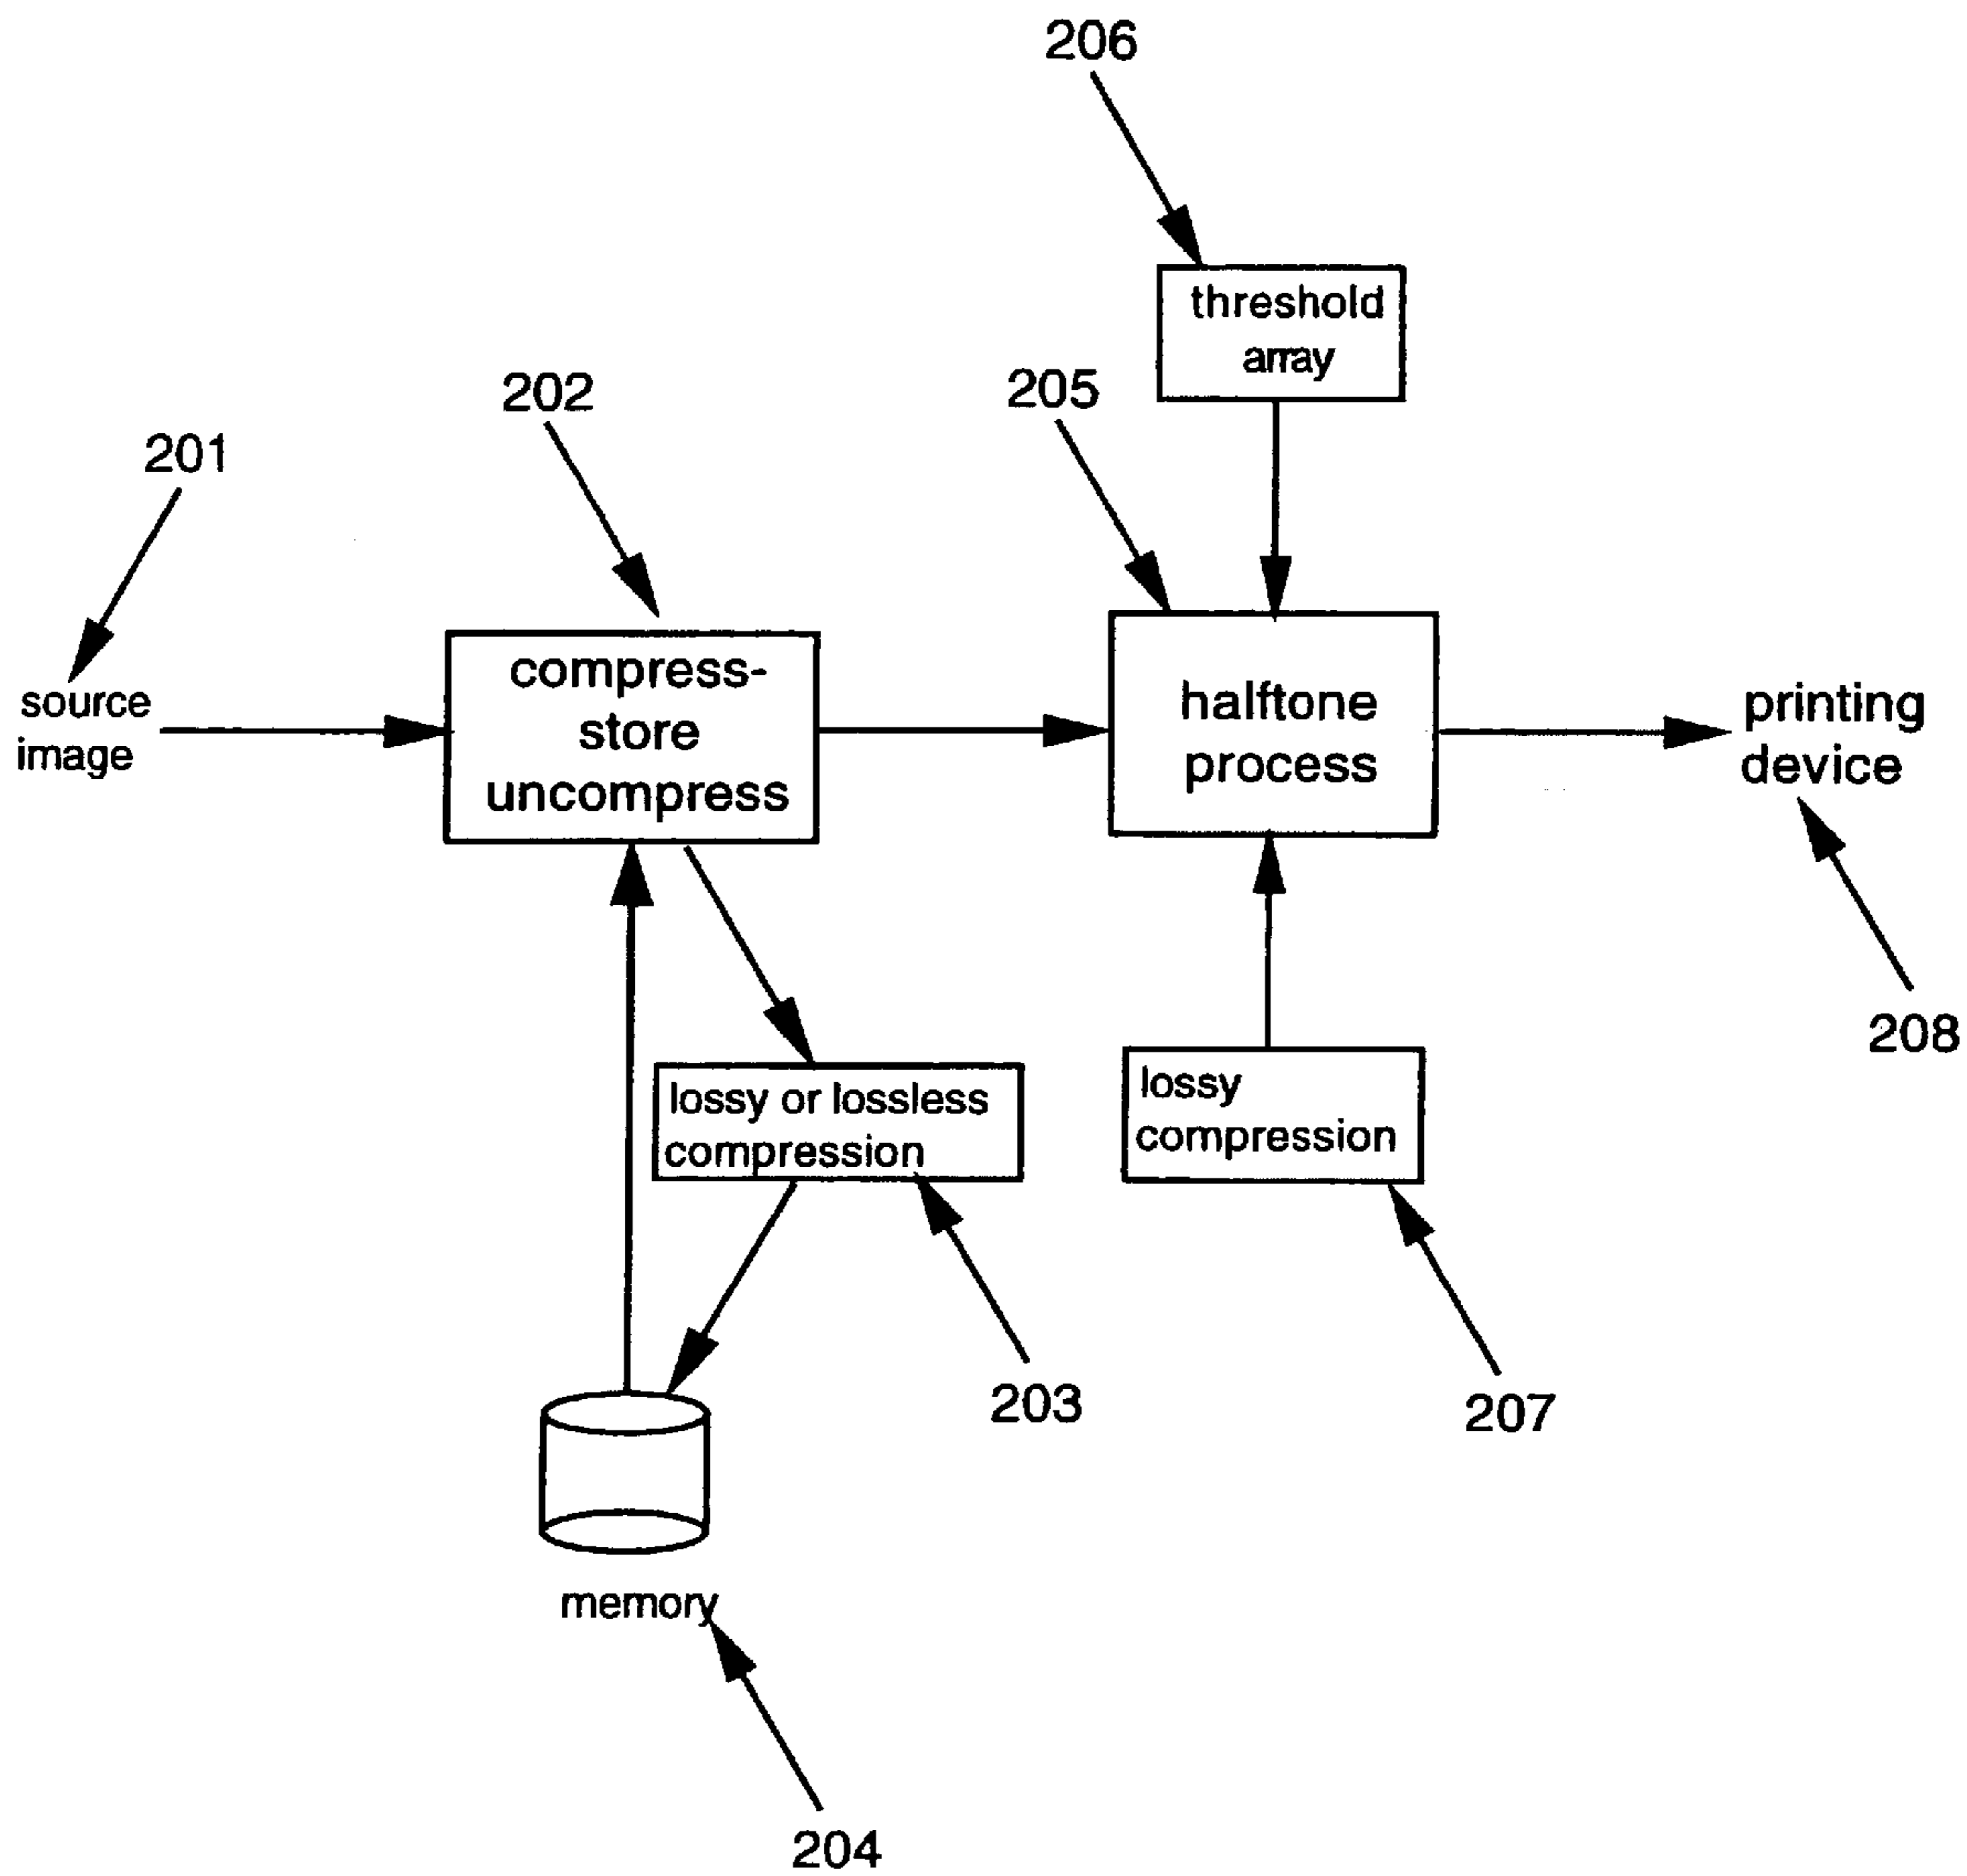 206
threshold
array
205
202
201
compress-
store
uncompress
halftone
process
source
image
printing
device
208
lossy or lossless
compression
lossy
compression
203
207
memory
204